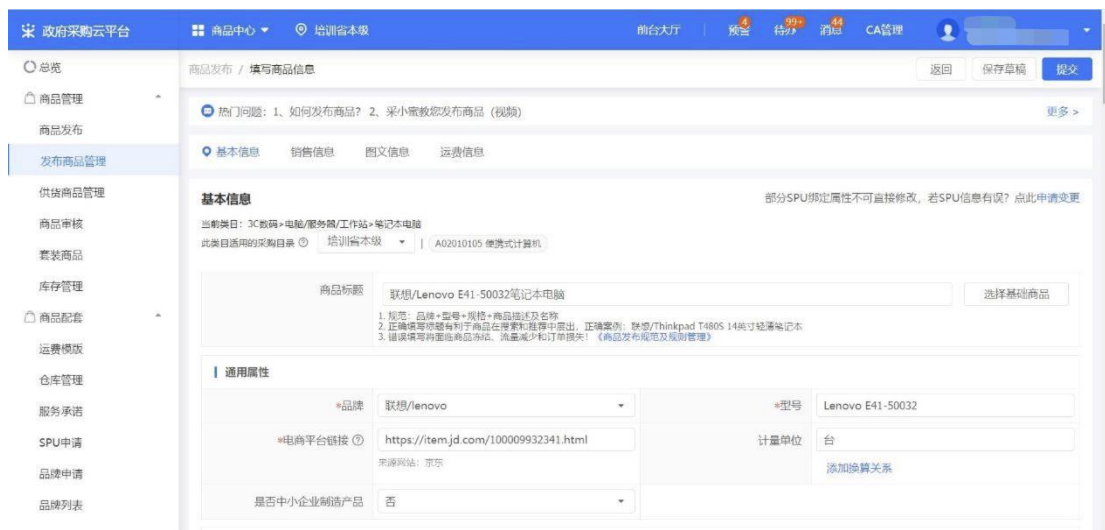 政府采购云平台 商品中心 培训省本级 前台大厅 预警 4 待办 99+ 消息 44 CA管理
总览
商品管理
商品发布
发布商品管理
供货商品管理
商品审核
套装商品
库存管理
商品配套
运费模版
仓库管理
服务承诺
SPU申请
品牌申请
品牌列表
商品发布 / 填写商品信息 返回 保存草稿 提交
热门问题：1、如何发布商品？2、采小蜜教您发布商品（视频） 更多 >
基本信息 销售信息 图文信息 运费信息
基本信息 部分SPU绑定属性不可直接修改，若SPU信息有误？点此申请变更
当前类目：3C数码>电脑/服务器/工作站>笔记本电脑
此类目适用的采购目录 培训省本级 | A02010105 便携式计算机
商品标题 联想/Lenovo E41-50032笔记本电脑 选择基础商品
1. 规范：品牌+型号+规格+商品描述及名称
2. 正确填写标题有利于商品在搜索和推荐中展出，正确案例：联想/Thinkpad T480S 14英寸轻薄笔记本
3. 错误填写将面临商品冻结、流量减少和订单损失！《商品发布规范及规则管理》
通用属性
*品牌 联想/lenovo *型号 Lenovo E41-50032
*电商平台链接 https://item.jd.com/100009932341.html 计量单位 台
来源网站：京东 添加换算关系
是否中小企业制造产品 否